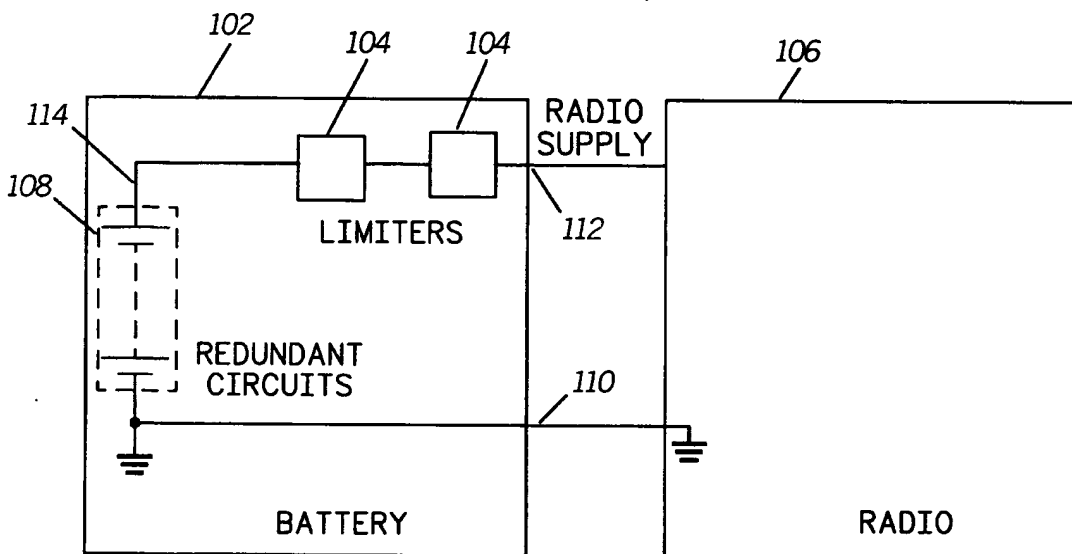 102
104
104
106
114
RADIO
SUPPLY
108
LIMITERS
112
REDUNDANT
CIRCUITS
110
BATTERY
RADIO